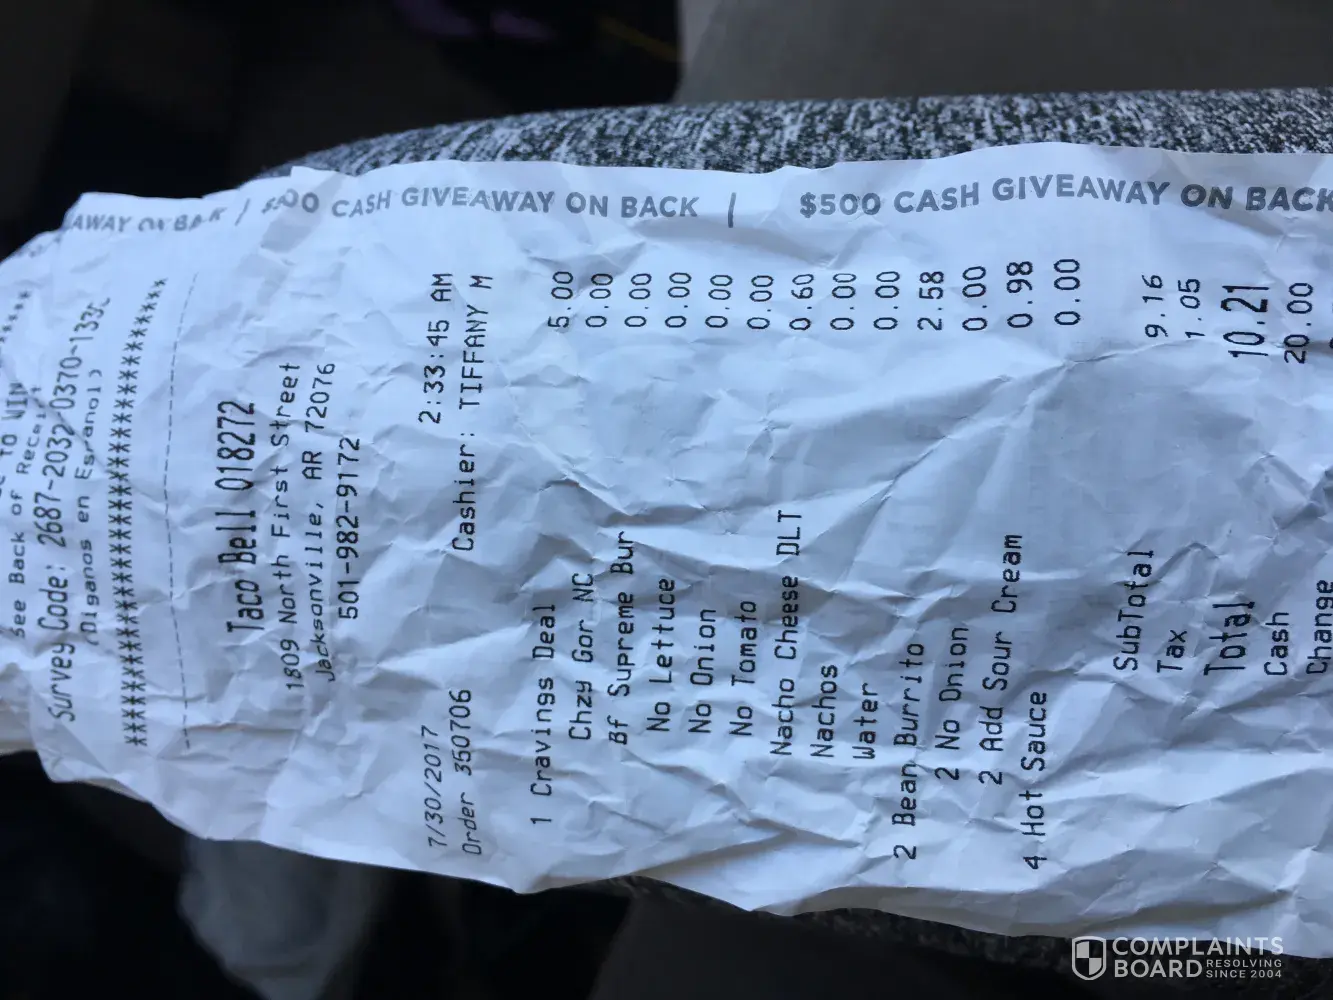 $500 CASH GIVEAWAY ON BACK | $500 CASH GIVEAWAY ON BACK
TO WIN
See Back of Receipt
Survey Code: 2687-2032-0370-133
(Díganos en Español)
*****************************
Taco Bell 018272
1809 North First Street
Jacksonville, AR 72076
501-982-9172
7/30/2017 2:33:45 AM
Order 350706 Cashier: TIFFANY M
1 Cravings Deal 5.00
Chzy Gor NC 0.00
Bf Supreme Bur 0.00
No Lettuce 0.00
No Onion 0.00
No Tomato 0.00
Nacho Cheese DLT 0.60
Nachos 0.00
Water 0.00
2 Bean Burrito 2.58
2 No Onion 0.00
2 Add Sour Cream 0.98
4 Hot Sauce 0.00
SubTotal 9.16
Tax 1.05
Total 10.21
Cash 20.00
Change
COMPLAINTS
BOARD RESOLVING
SINCE 2004